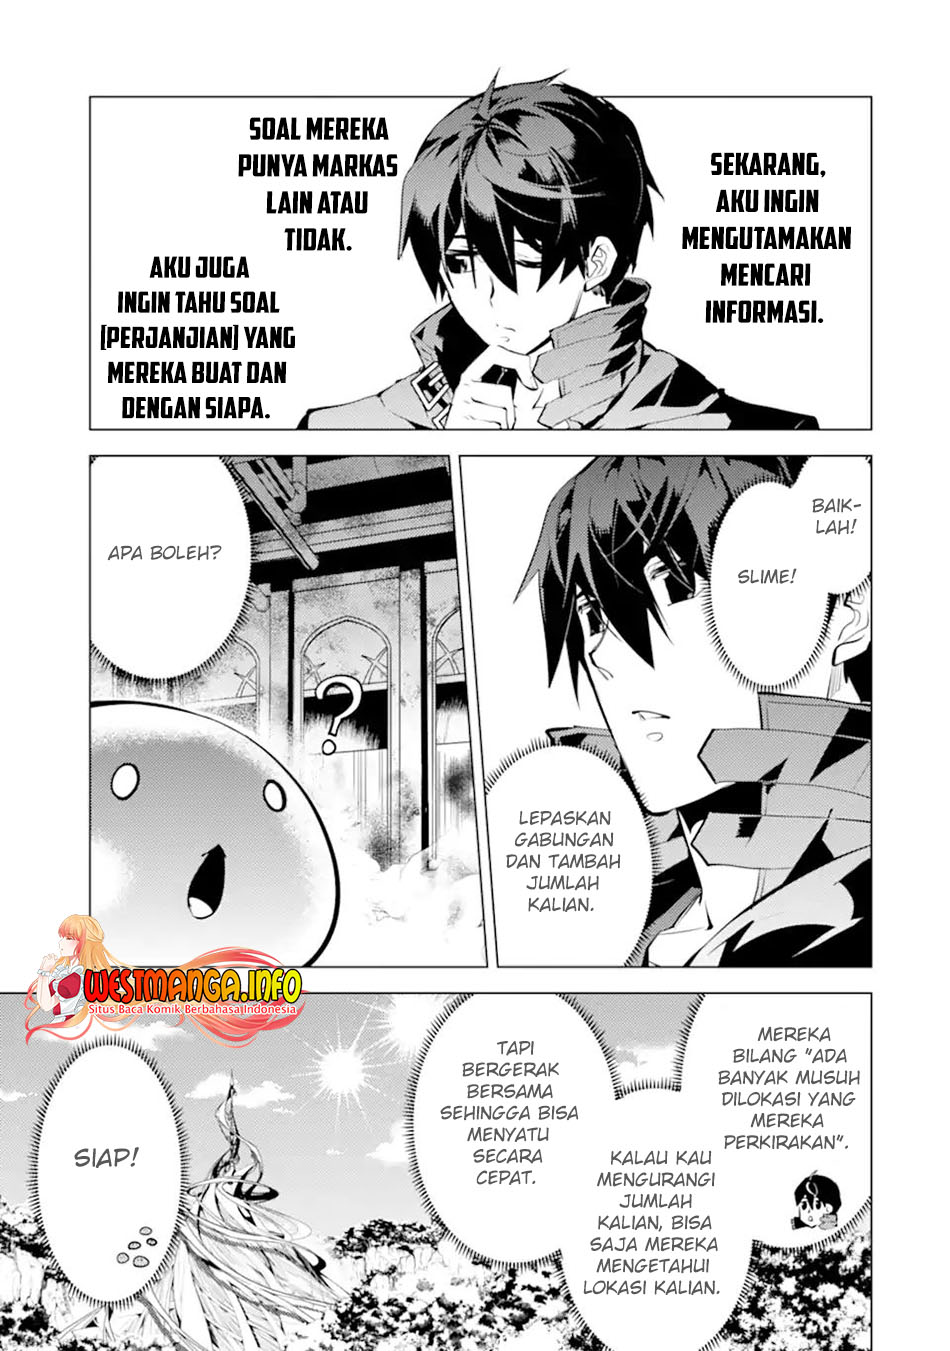 SEKARANG,
AKU INGIN
MENGUTAMAKAN
MENCARI
INFORMASI.
SOAL MEREKA
PUNYA MARKAS
LAIN ATAU
TIDAK.
AKU JUGA
INGIN TAHU SOAL
[PERJANJIAN] YANG
MEREKA BUAT DAN
DENGAN SIAPA.
BAIK-
LAH!
SLIME!
LEPASKAN
GABUNGAN
DAN TAMBAH
JUMLAH
KALIAN.
APA BOLEH?
?
WESTMANGA.INFO
Situs Baca Komik Berbahasa Indonesia
MEREKA
BILANG "ADA
BANYAK MUSUH
DILOKASI YANG
MEREKA
PERKIRAKAN".
KALAU KAU
MENGURANGI
JUMLAH
KALIAN, BISA
SAJA MEREKA
MENGETAHUI
LOKASI KALIAN.
TAPI
BERGERAK
BERSAMA
SEHINGGA BISA
MENYATU
SECARA
CEPAT.
SIAP!